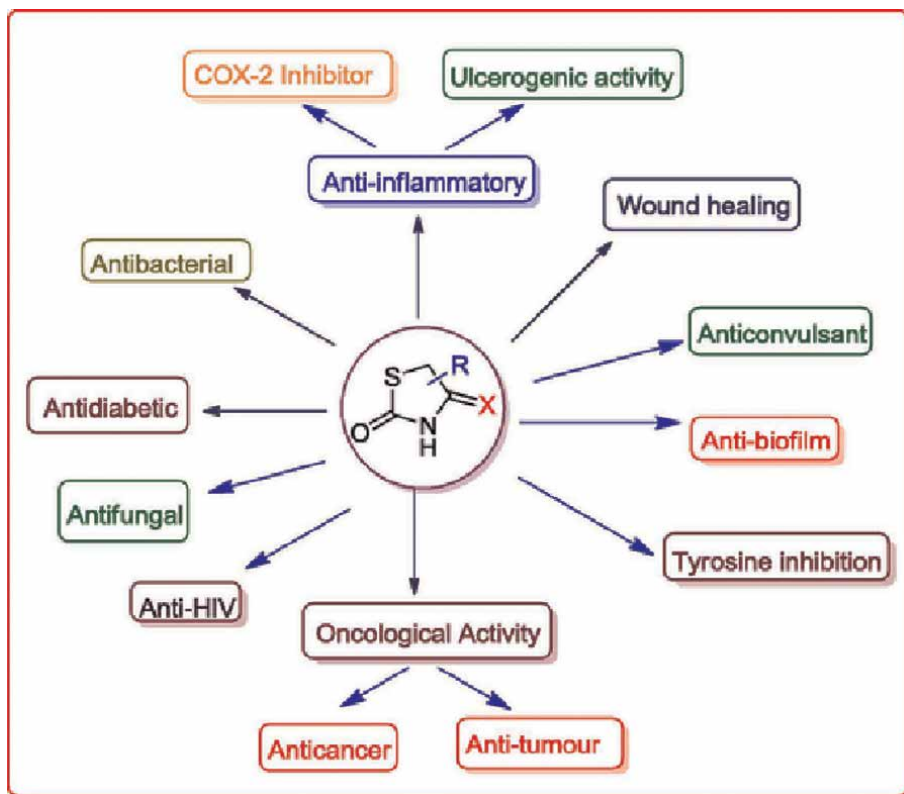 COX-2 Inhibitor
Ulcerogenic activity
Anti-inflammatory
Wound healing
Antibacterial
Anticonvulsant
R
S
X
O
N
H
Antidiabetic
Anti-biofilm
Antifungal
Tyrosine inhibition
Anti-HIV
Oncological Activity
Anticancer
Anti-tumour